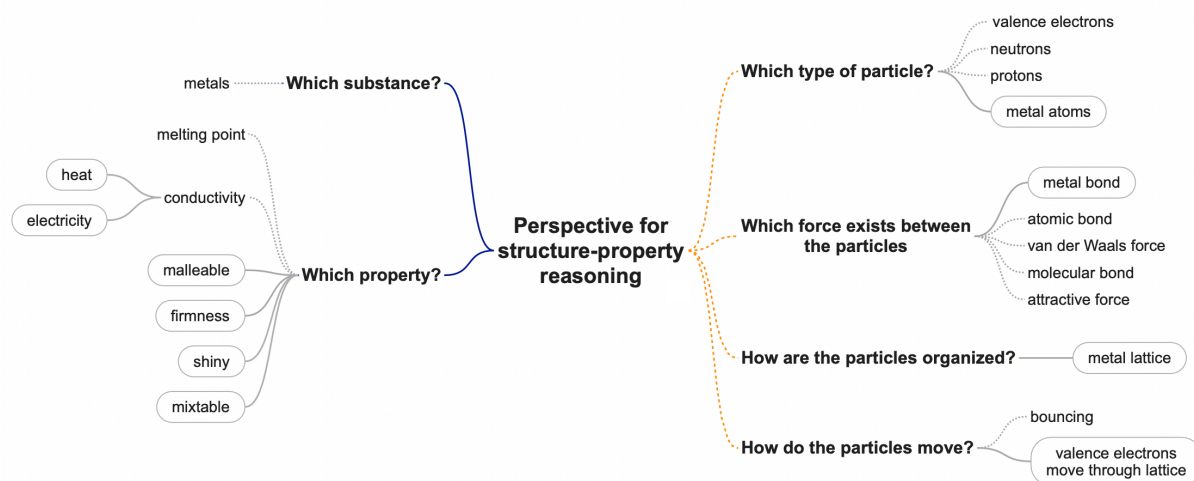 Perspective for
structure-property
reasoning
Which substance?
metals
Which property?
melting point
conductivity
heat
electricity
malleable
firmness
shiny
mixtable
Which type of particle?
valence electrons
neutrons
protons
metal atoms
Which force exists between
the particles
metal bond
atomic bond
van der Waals force
molecular bond
attractive force
How are the particles organized?
metal lattice
How do the particles move?
bouncing
valence electrons
move through lattice